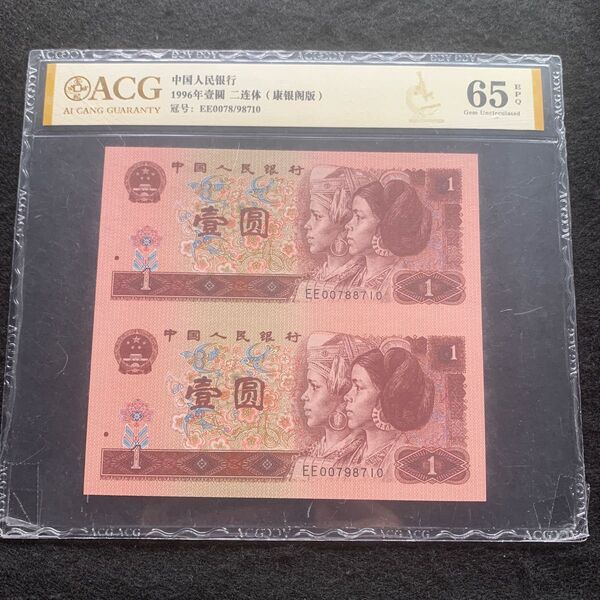 ACG
AI CANG GUARANTY
中国人民银行
1996年壹圆 二连体（康银阁版）
冠号：EE0078/98710
65 EPQ
Gem Uncirculated
中国人民银行
壹圆
1
1
EE00788710
1
中国人民银行
壹圆
1
1
EE00798710
1